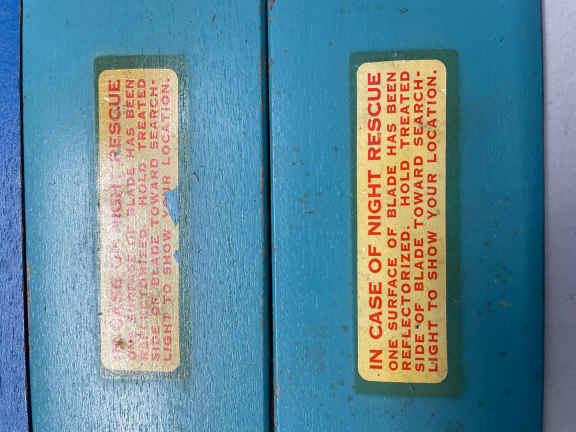 IN CASE OF NIGHT RESCUE
ONE SURFACE OF BLADE HAS BEEN
REFLECTORIZED. HOLD TREATED
SIDE OF BLADE TOWARD SEARCH-
LIGHT TO SHOW YOUR LOCATION.
IN CASE OF NIGHT RESCUE
ONE SURFACE OF BLADE HAS BEEN
REFLECTORIZED. HOLD TREATED
SIDE OF BLADE TOWARD SEARCH-
LIGHT TO SHOW YOUR LOCATION.